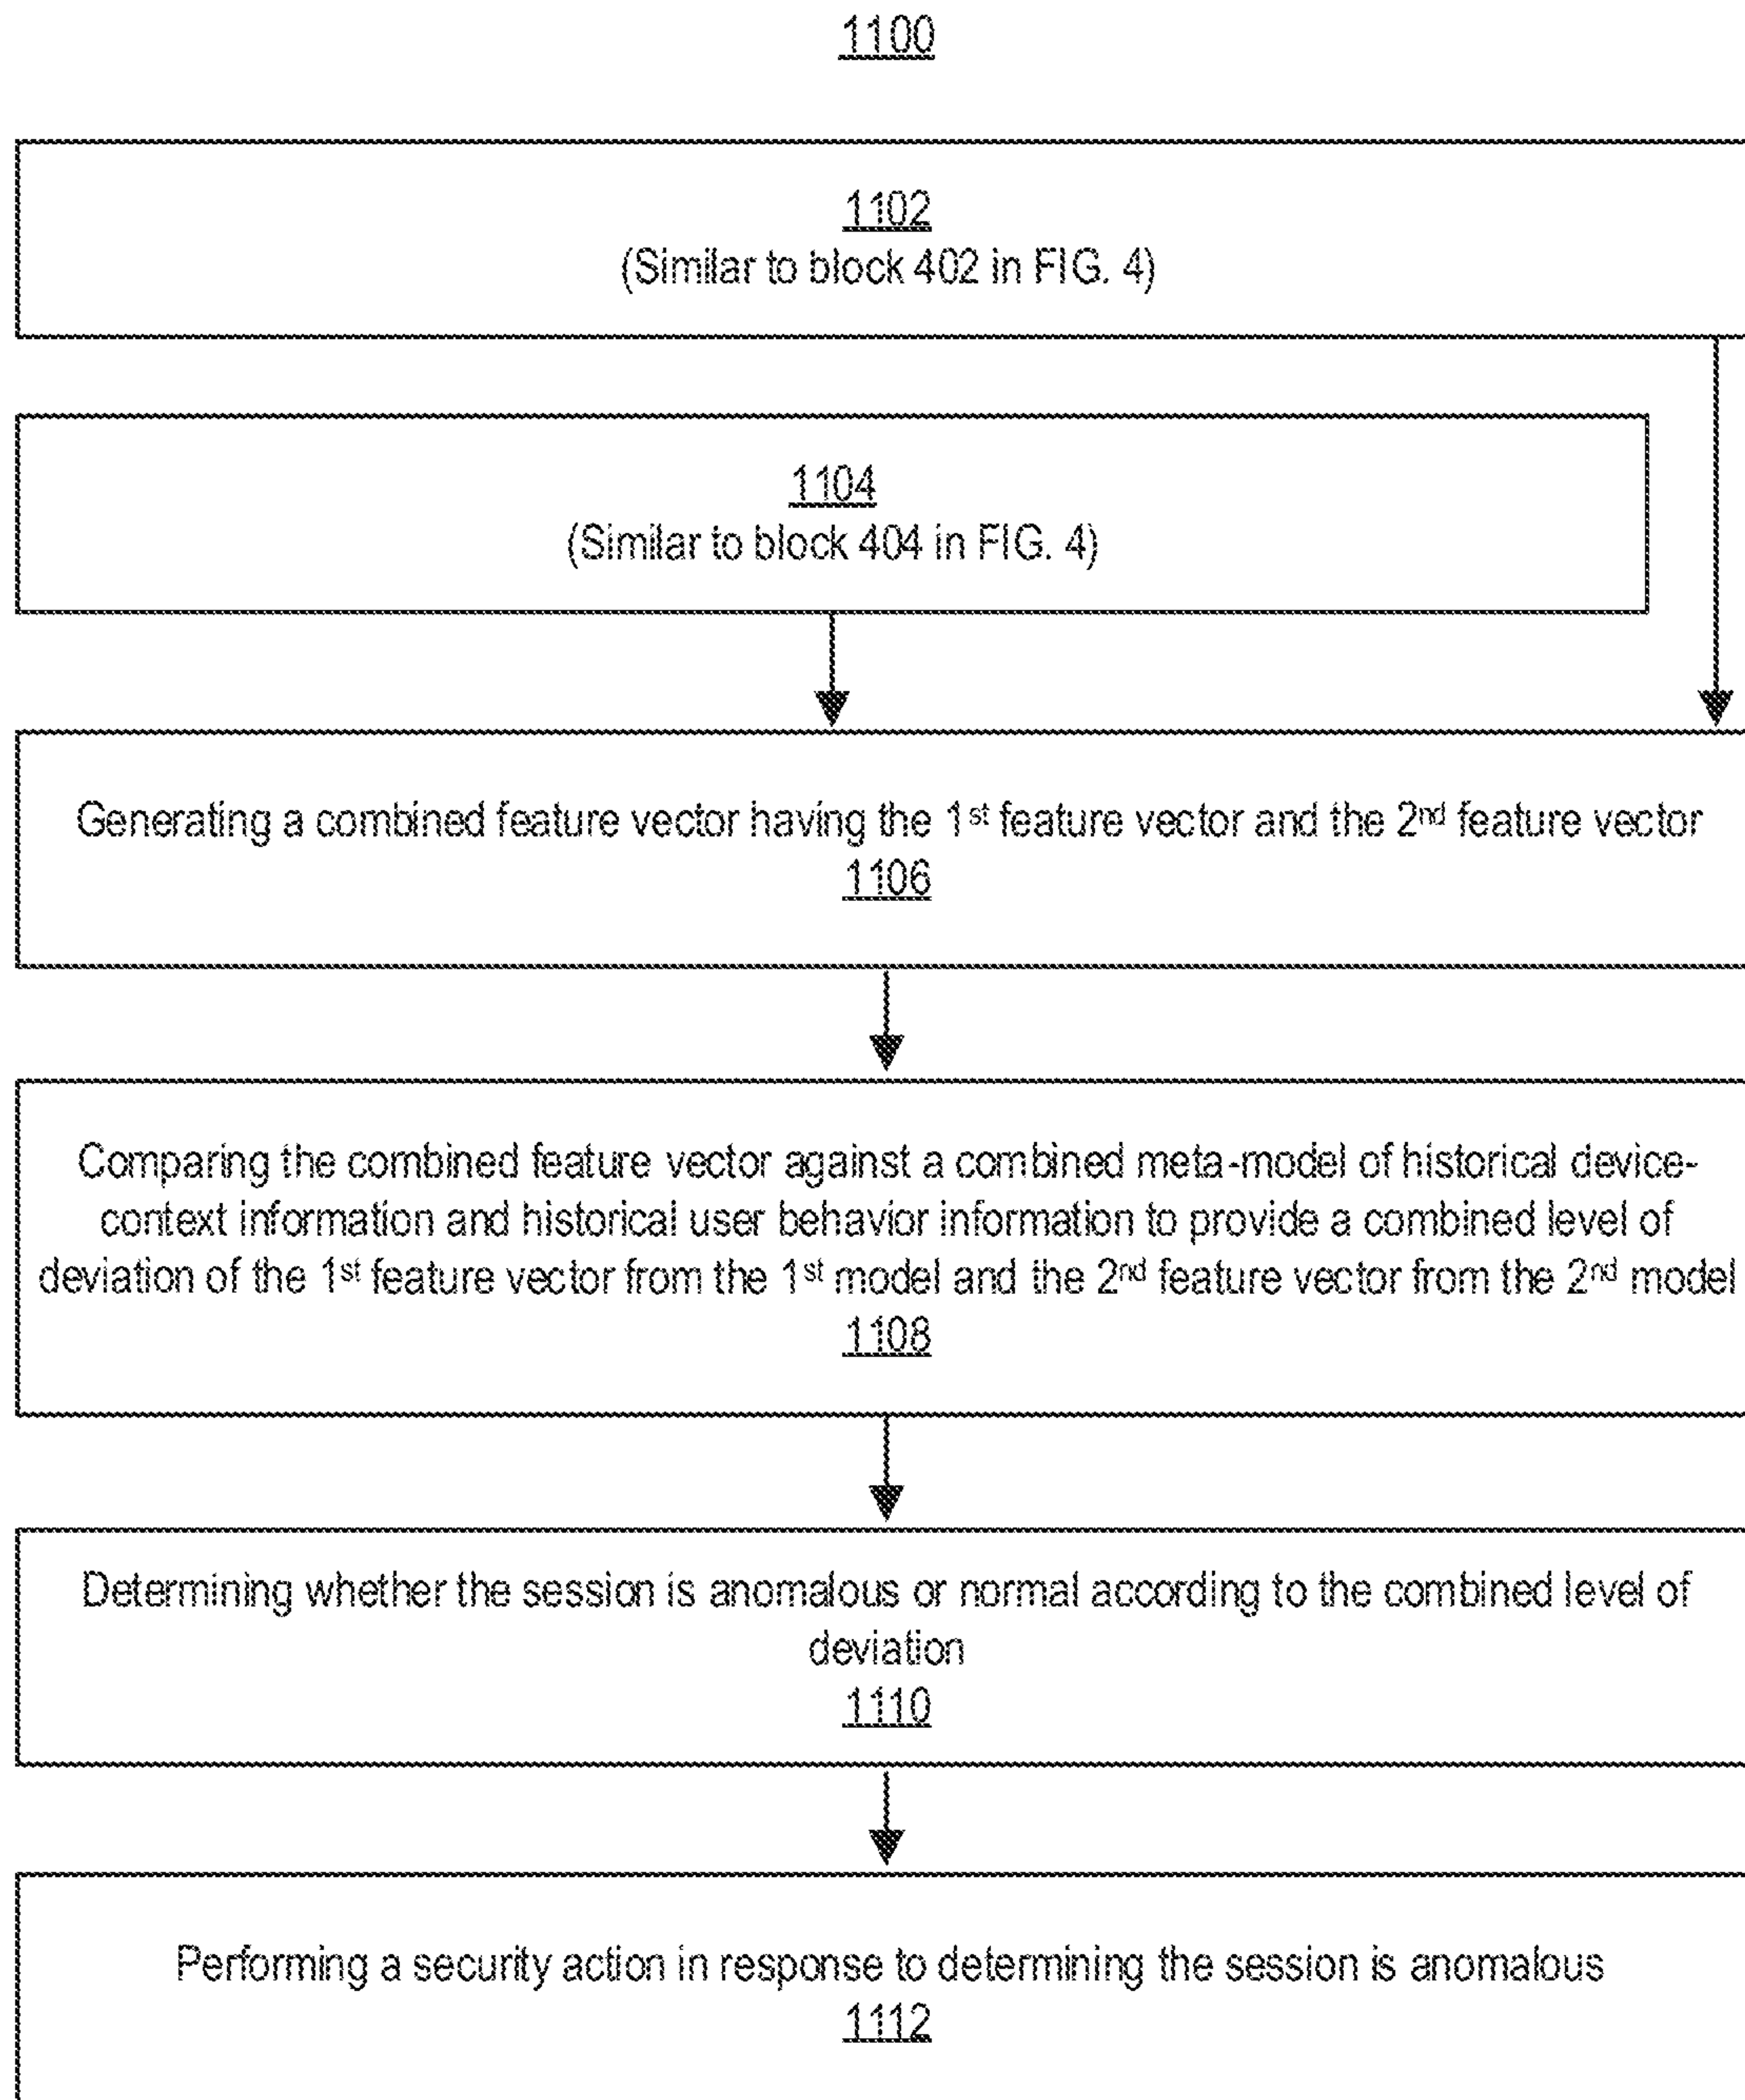 1100
1102
(Similar to block 402 in FIG. 4)
1104
(Similar to block 404 in FIG. 4)
Generating a combined feature vector having the 1st feature vector and the 2nd feature vector
1106
Comparing the combined feature vector against a combined meta-model of historical device-
context information and historical user behavior information to provide a combined level of
deviation of the 1st feature vector from the 1st model and the 2nd feature vector from the 2nd model
1108
Determining whether the session is anomalous or normal according to the combined level of
deviation
1110
Performing a security action in response to determining the session is anomalous
1112